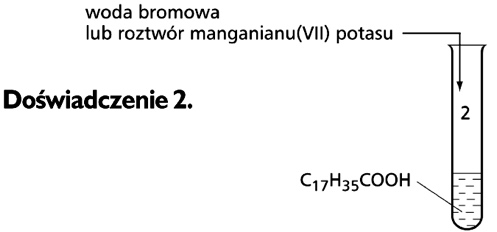 woda bromowa
lub roztwór manganianu(VII) potasu
Doświadczenie 2.
2
C₁₇H₃₅COOH